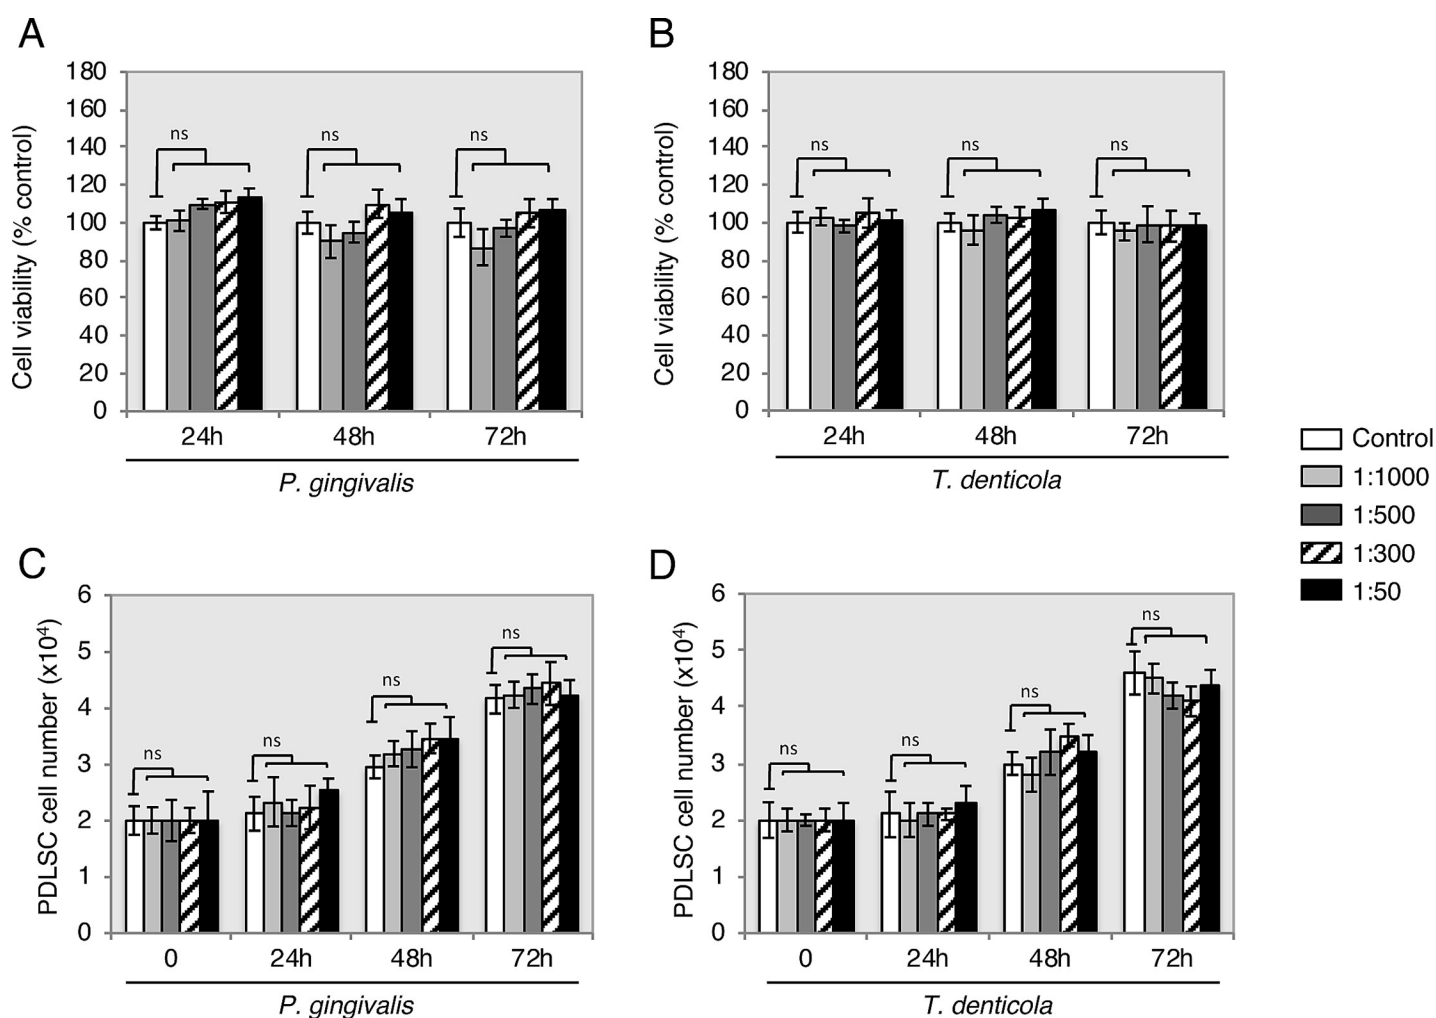 A
Cell viability (% control)
180
160
140
120
100
80
60
40
20
0
ns
ns
ns
24h
48h
72h
P. gingivalis
B
Cell viability (% control)
180
160
140
120
100
80
60
40
20
0
ns
ns
ns
24h
48h
72h
T. denticola
Control
1:1000
1:500
1:300
1:50
C
PDLSC cell number (x10⁴)
6
5
4
3
2
1
0
ns
ns
ns
ns
0
24h
48h
72h
P. gingivalis
D
PDLSC cell number (x10⁴)
6
5
4
3
2
1
0
ns
ns
ns
ns
0
24h
48h
72h
T. denticola